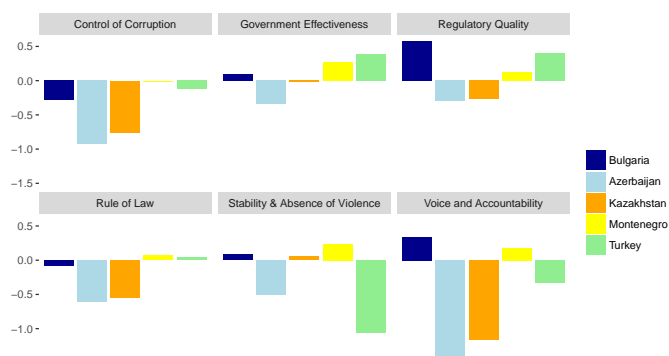 Control of Corruption
Government Effectiveness
Regulatory Quality
0.5
0.0
−0.5
−1.0
−1.5
Rule of Law
Stability & Absence of Violence
Voice and Accountability
0.5
0.0
−0.5
−1.0
Bulgaria
Azerbaijan
Kazakhstan
Montenegro
Turkey